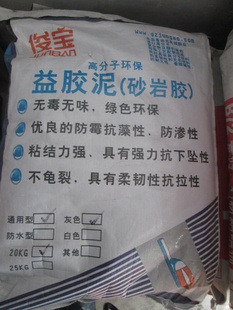 俊宝
高分子环保
益胶泥(砂岩胶)
• 无毒无味，绿色环保
• 优良的防霉抗藻性，防渗性
• 粘结力强，具有强力抗下坠性
• 不龟裂，具有柔韧性抗拉性
通用型 ✓ 灰色 ✓
防水型 白色
20KG ✓ 其他
25KG